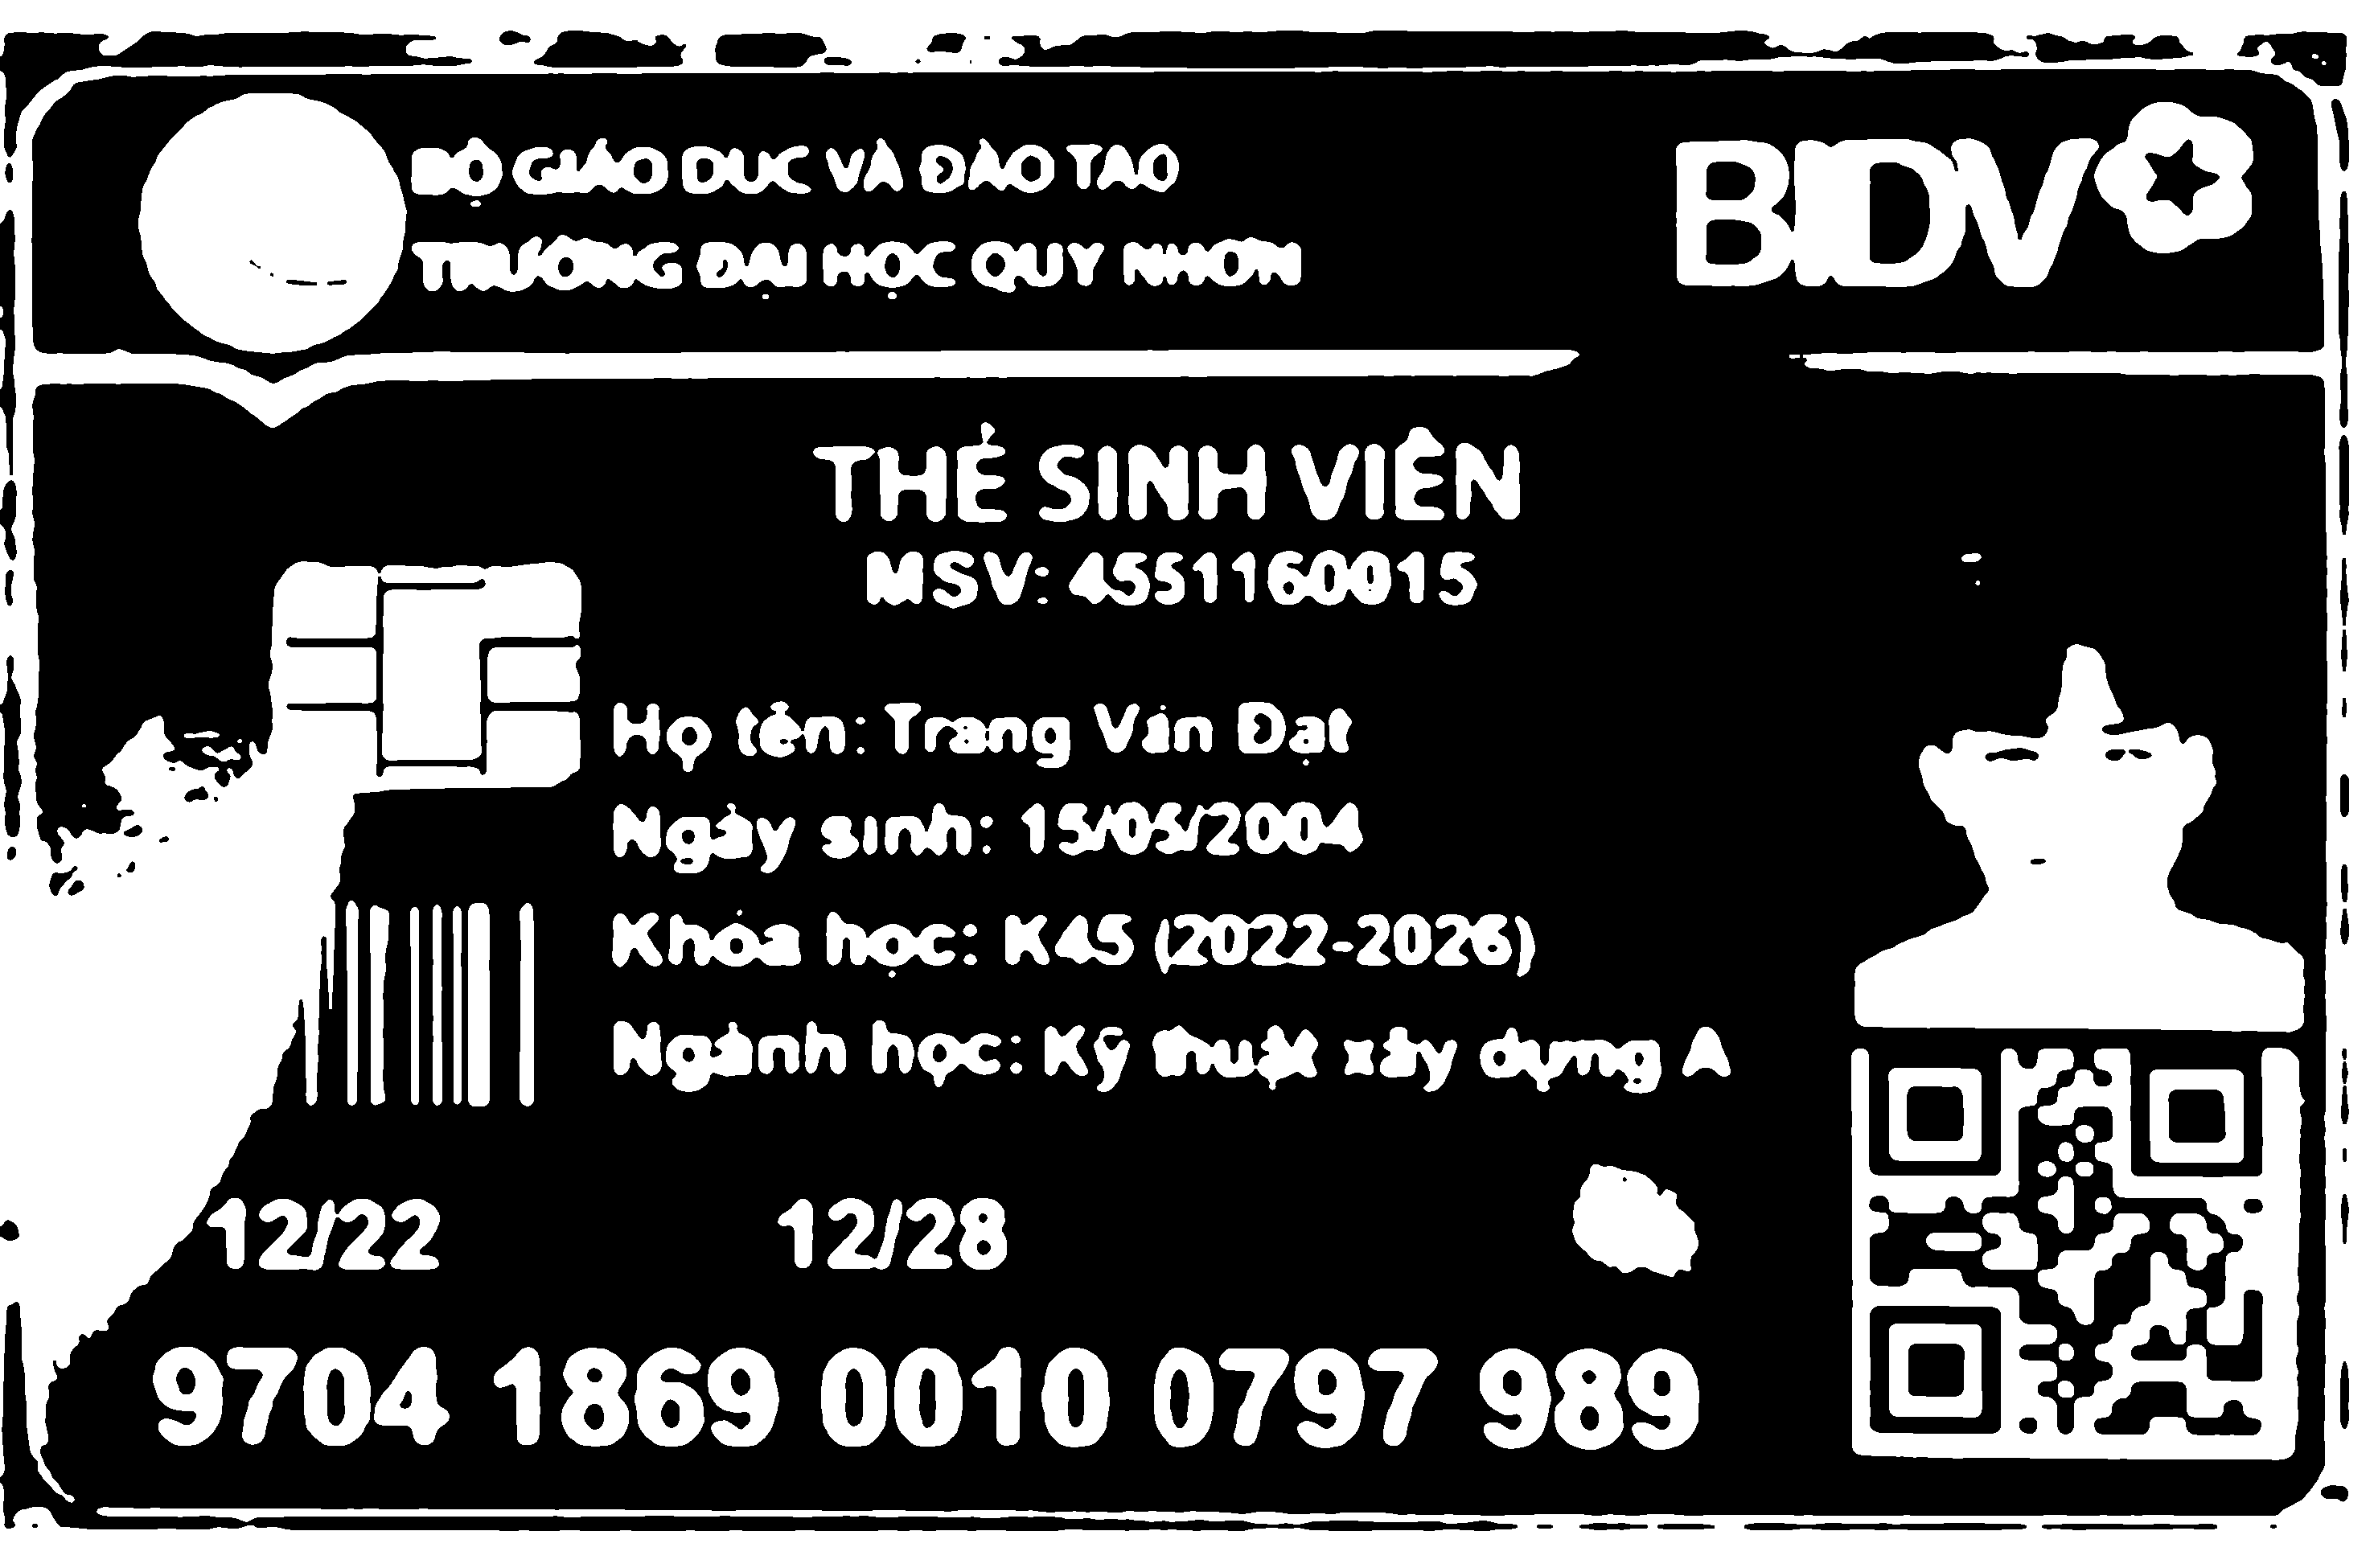 BỘ GIÁO DỤC VÀ ĐÀO TẠO
TRƯỜNG ĐẠI HỌC QUY NHƠN
BIDV
THẺ SINH VIÊN
MSV: 4551160015
Họ tên: Trang Văn Đạt
Ngày sinh: 15/05/2004
Khóa học: K45 (2022-2026)
Ngành học: Kỹ thuật xây dựng A
12/22
12/28
9704 1869 0010 0797 989